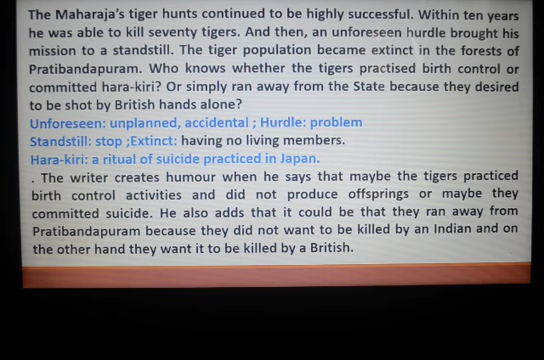 The Maharaja's tiger hunts continued to be highly successful. Within ten years
he was able to kill seventy tigers. And then, an unforeseen hurdle brought his
mission to a standstill. The tiger population became extinct in the forests of
Pratibandapuram. Who knows whether the tigers practised birth control or
committed hara-kiri? Or simply ran away from the State because they desired
to be shot by British hands alone?
Unforeseen: unplanned, accidental ; Hurdle: problem
Standstill: stop ;Extinct: having no living members.
Hara-kiri: a ritual of suicide practiced in Japan.
. The writer creates humour when he says that maybe the tigers practiced
birth control activities and did not produce offsprings or maybe they
committed suicide. He also adds that it could be that they ran away from
Pratibandapuram because they did not want to be killed by an Indian and on
the other hand they want it to be killed by a British.